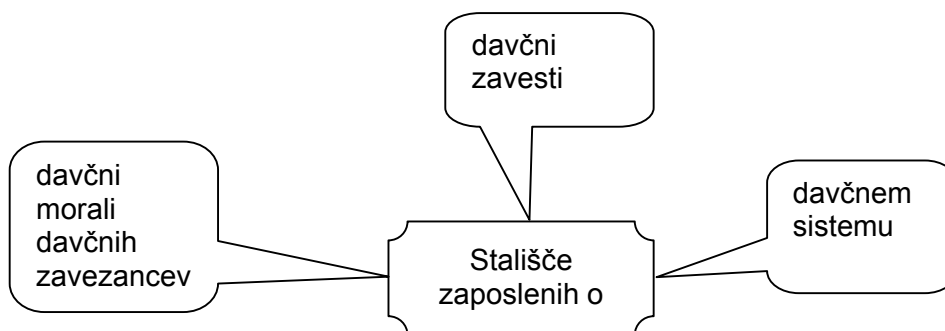 davčni
zavesti
davčni
morali
davčnih
zavezancev
davčnem
sistemu
Stališče
zaposlenih o